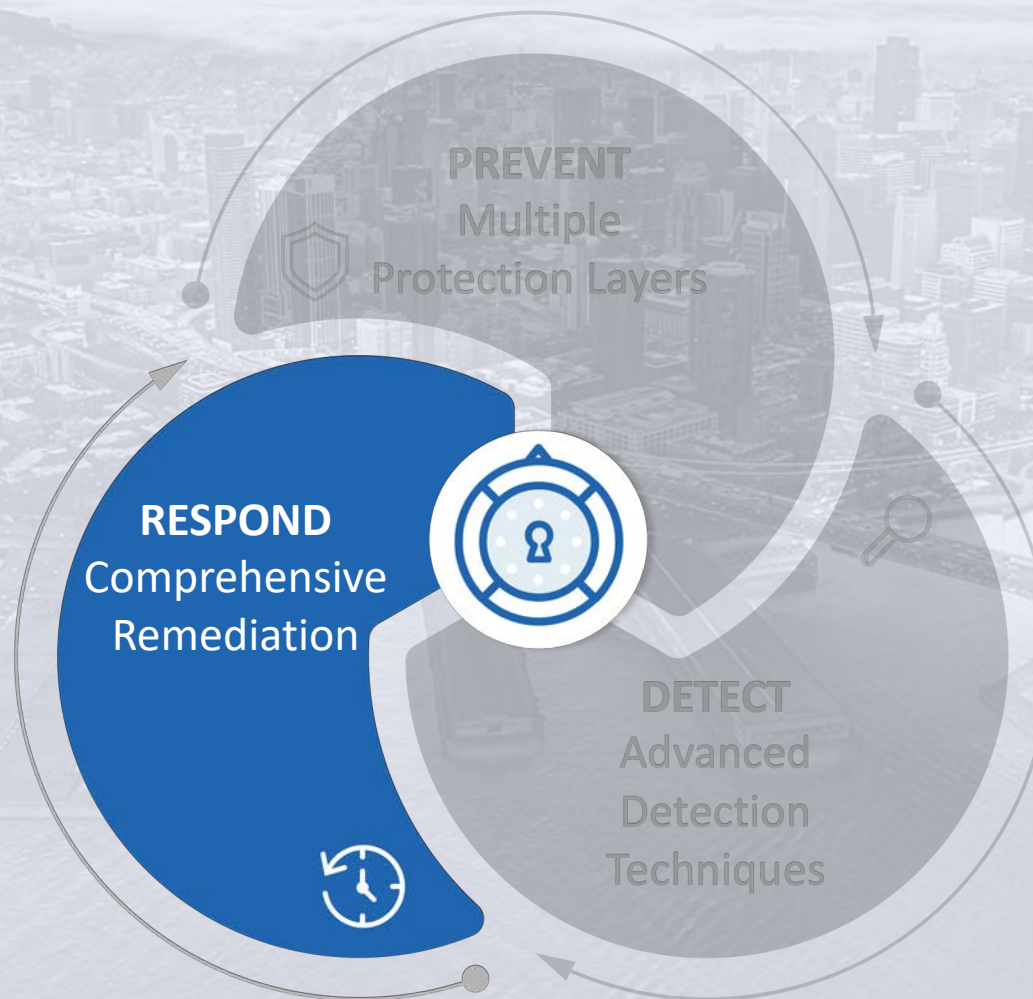 PREVENT
Multiple
Protection Layers
RESPOND
Comprehensive
Remediation
DETECT
Advanced
Detection
Techniques